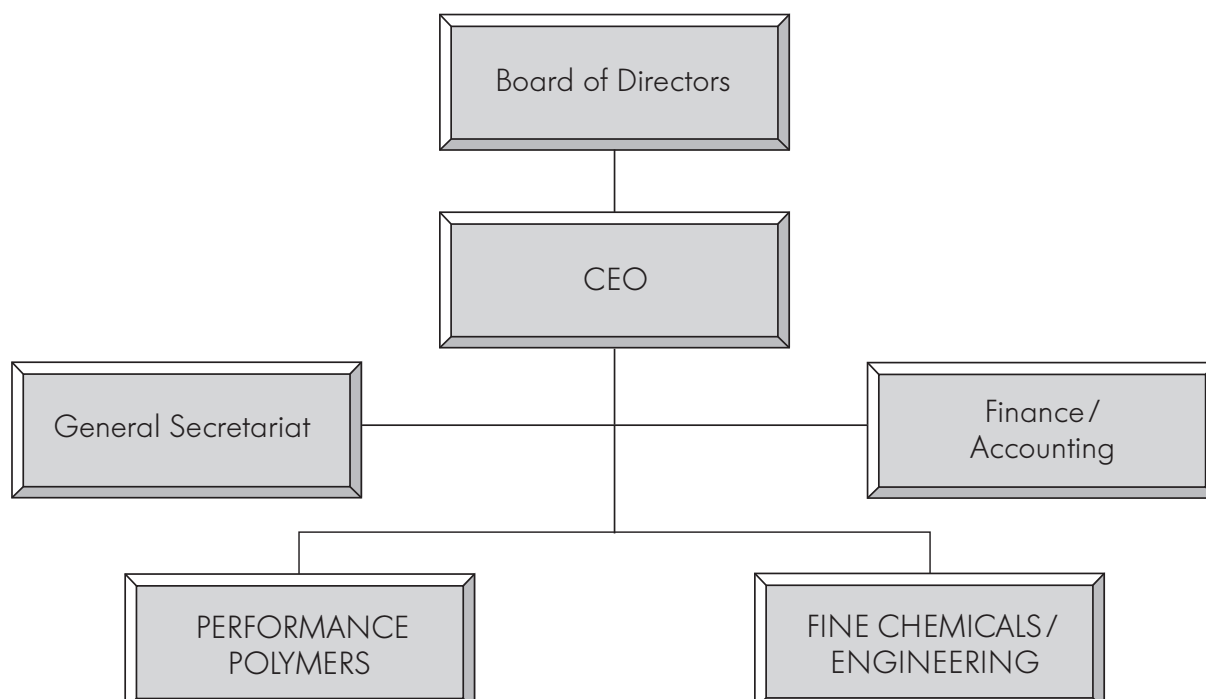 Board of Directors
CEO
General Secretariat
Finance/
Accounting
PERFORMANCE
POLYMERS
FINE CHEMICALS/
ENGINEERING